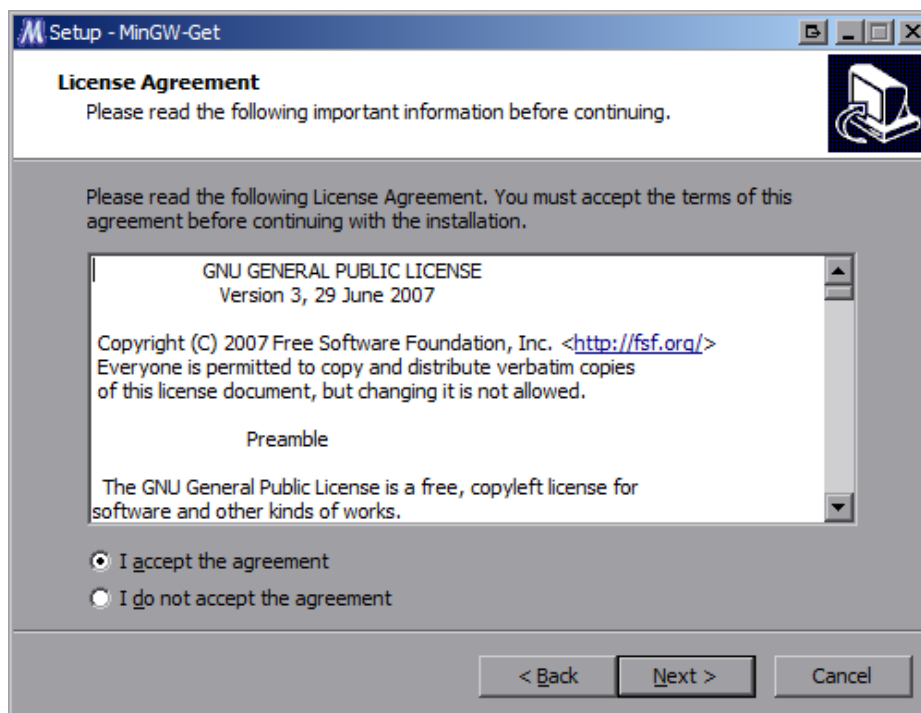 Setup - MinGW-Get
License Agreement
Please read the following important information before continuing.
Please read the following License Agreement. You must accept the terms of this
agreement before continuing with the installation.
GNU GENERAL PUBLIC LICENSE
Version 3, 29 June 2007
Copyright (C) 2007 Free Software Foundation, Inc. <http://fsf.org/>
Everyone is permitted to copy and distribute verbatim copies
of this license document, but changing it is not allowed.
Preamble
The GNU General Public License is a free, copyleft license for
software and other kinds of works.
I accept the agreement
I do not accept the agreement
< Back Next > Cancel